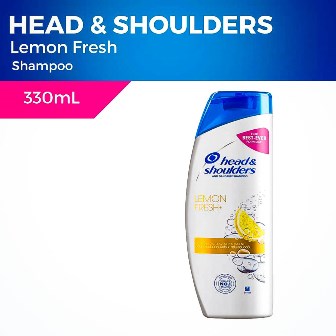 HEAD & SHOULDERS
Lemon Fresh
Shampoo
330mL
head&
shoulders
LEMON
FRESH